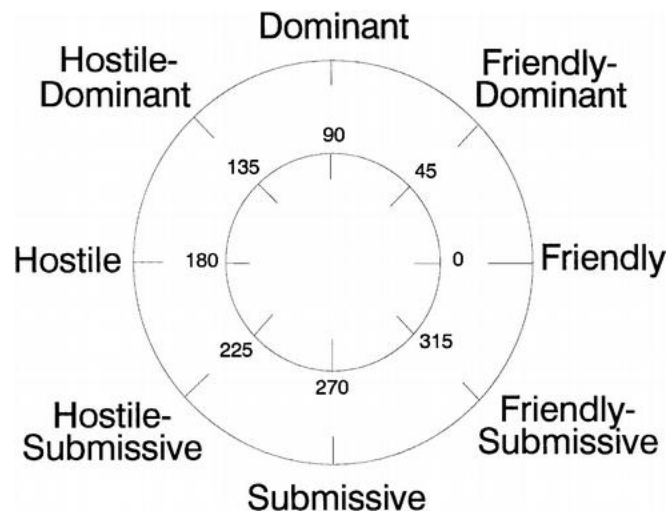 Dominant
Hostile-
Dominant
Friendly-
Dominant
90
135
45
Hostile
180
0
Friendly
225
315
270
Hostile-
Submissive
Friendly-
Submissive
Submissive